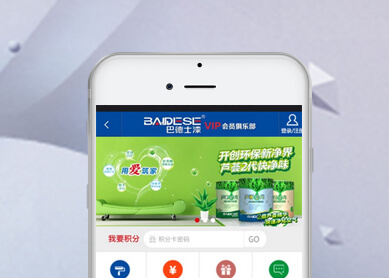 BAIDESE®
巴德士漆 VIP会员俱乐部
登录/注册
用爱筑家
开创环保新净界
芦荟2代快净味
我要积分 积分卡密码 GO